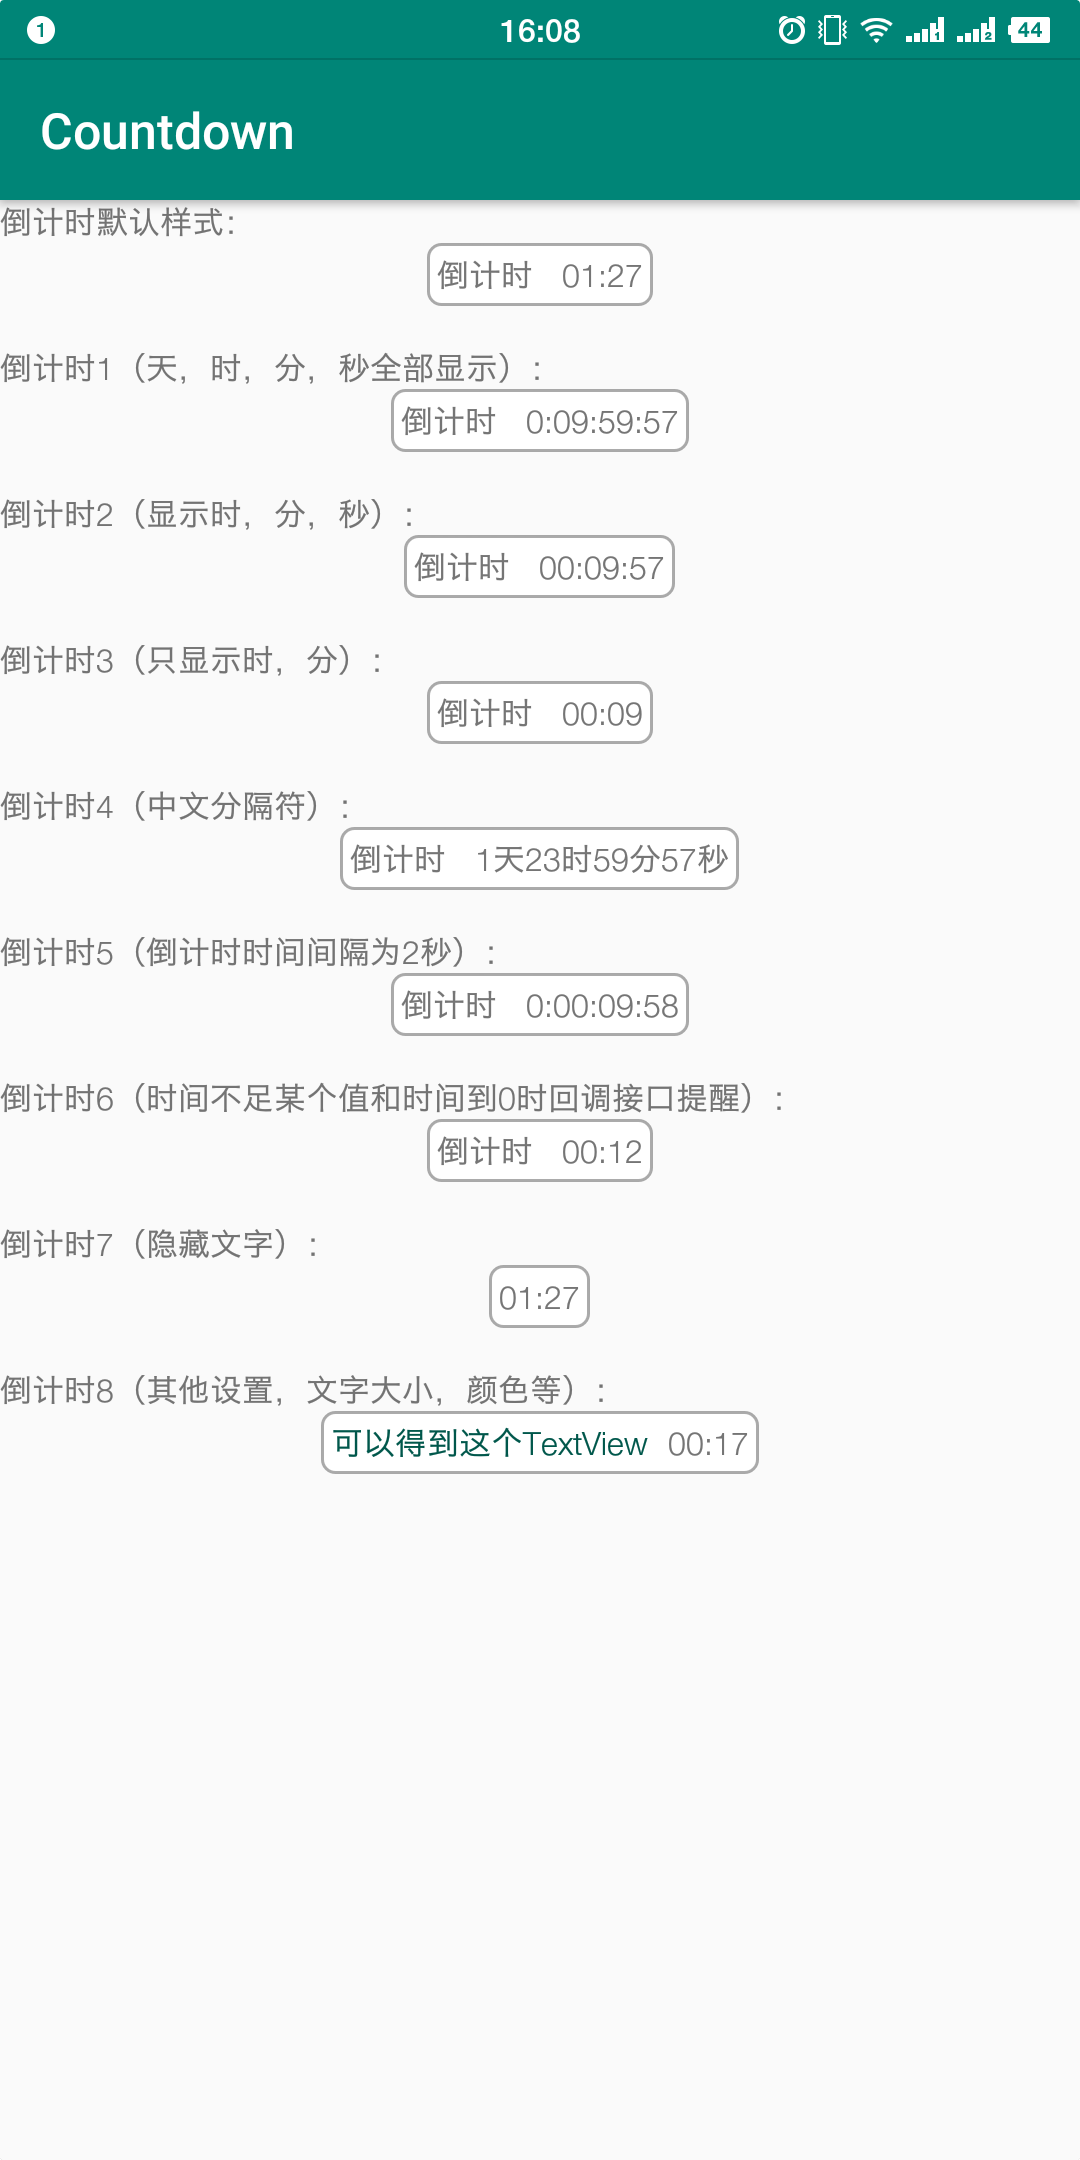 1 16:08 1 2 44
Countdown
倒计时默认样式：
倒计时 01:27
倒计时1（天，时，分，秒全部显示）：
倒计时 0:09:59:57
倒计时2（显示时，分，秒）：
倒计时 00:09:57
倒计时3（只显示时，分）：
倒计时 00:09
倒计时4（中文分隔符）：
倒计时 1天23时59分57秒
倒计时5（倒计时时间间隔为2秒）：
倒计时 0:00:09:58
倒计时6（时间不足某个值和时间到0时回调接口提醒）：
倒计时 00:12
倒计时7（隐藏文字）：
01:27
倒计时8（其他设置，文字大小，颜色等）：
可以得到这个TextView 00:17